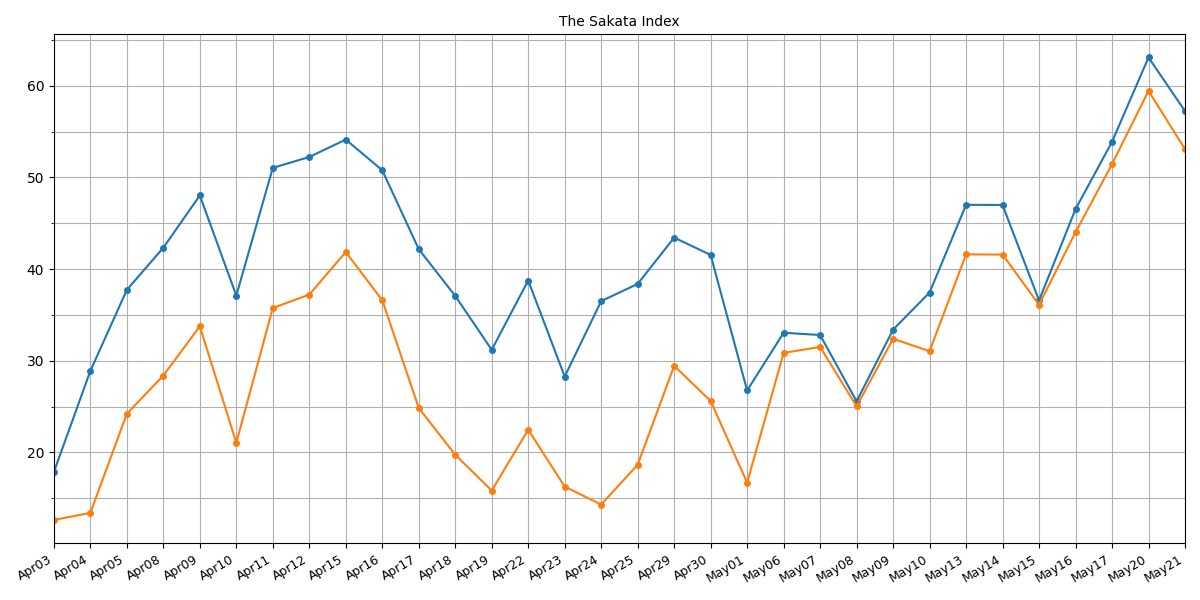 The Sakata Index
60
50
40
30
20
Apr03
Apr04
Apr05
Apr08
Apr09
Apr10
Apr11
Apr12
Apr15
Apr16
Apr17
Apr18
Apr19
Apr22
Apr23
Apr24
Apr25
Apr29
Apr30
May01
May06
May07
May08
May09
May10
May13
May14
May15
May16
May17
May20
May21